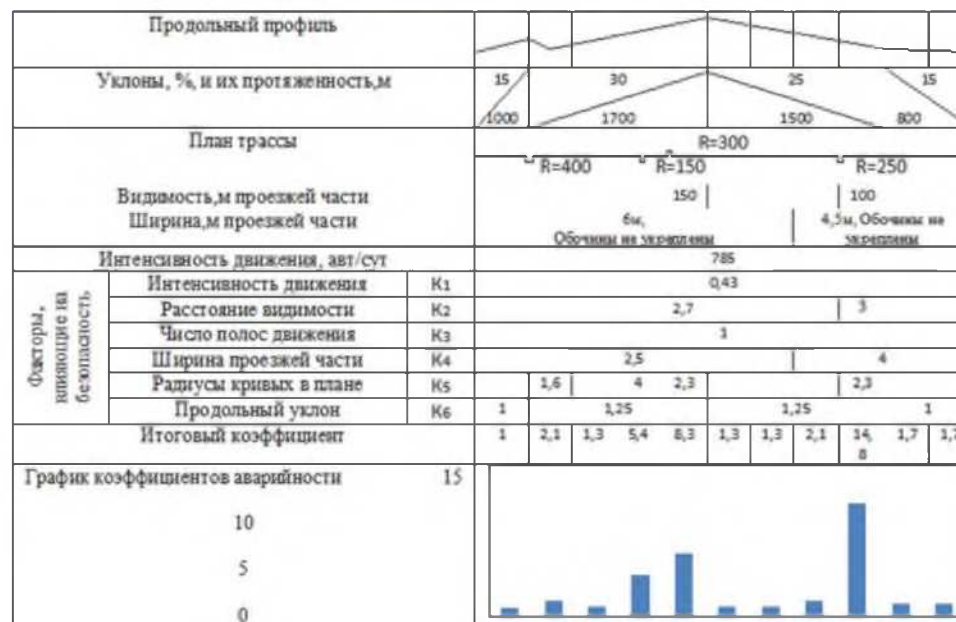 Продольный профиль
Уклоны, %, и их протяженность,м 15 30 25 15
1000 1700 1500 800
План трассы R=300
R=400 R=150 R=250
Видимость,м проезжей части 150 100
Ширина,м проезжей части 6м, 4,5м, Обочины не
Обочины не укреплены укреплены
Интенсивность движения, авт/сут 785
Факторы, влияющие на безопасность
Интенсивность движения К1 0,43
Расстояние видимости К2 2,7 3
Число полос движения К3 1
Ширина проезжей части К4 2,5 4
Радиусы кривых в плане К5 1,6 4 2,3 2,3
Продольный уклон К6 1 1,25 1,25 1
Итоговый коэффициент 1 2,1 1,3 5,4 8,3 1,3 1,3 2,1 14, 1,7 1,7
8
График коэффициентов аварийности 15
10
5
0